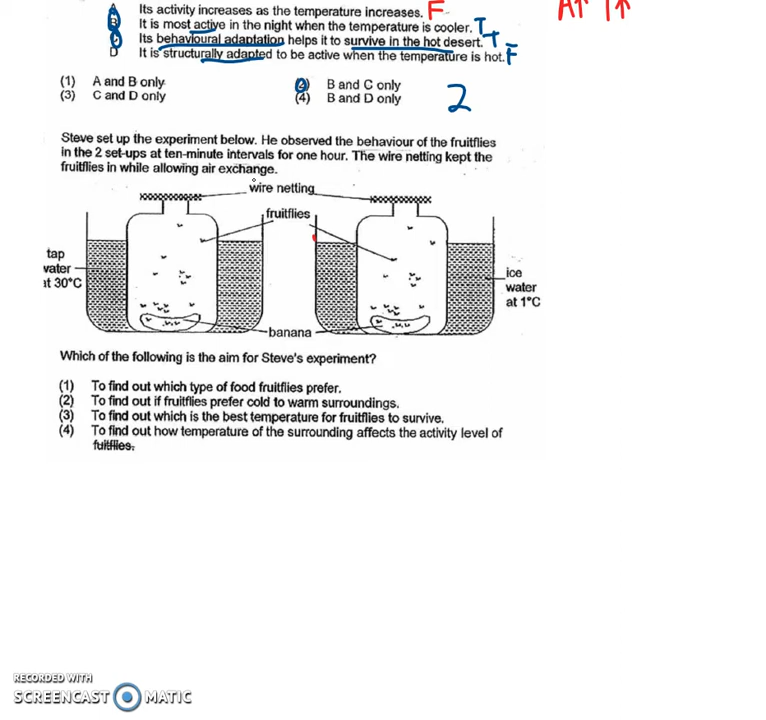 A Its activity increases as the temperature increases. F A↑ T↑
B It is most active in the night when the temperature is cooler. T
C Its behavioural adaptation helps it to survive in the hot desert. T
D It is structurally adapted to be active when the temperature is hot. F
(1) A and B only (2) B and C only
(3) C and D only (4) B and D only 2
Steve set up the experiment below. He observed the behaviour of the fruitflies
in the 2 set-ups at ten-minute intervals for one hour. The wire netting kept the
fruitflies in while allowing air exchange.
wire netting
fruitflies
tap
water
at 30°C
ice
water
at 1°C
banana
Which of the following is the aim for Steve's experiment?
(1) To find out which type of food fruitflies prefer.
(2) To find out if fruitflies prefer cold to warm surroundings.
(3) To find out which is the best temperature for fruitflies to survive.
(4) To find out how temperature of the surrounding affects the activity level of
fuitflies.
RECORDED WITH
SCREENCAST MATIC